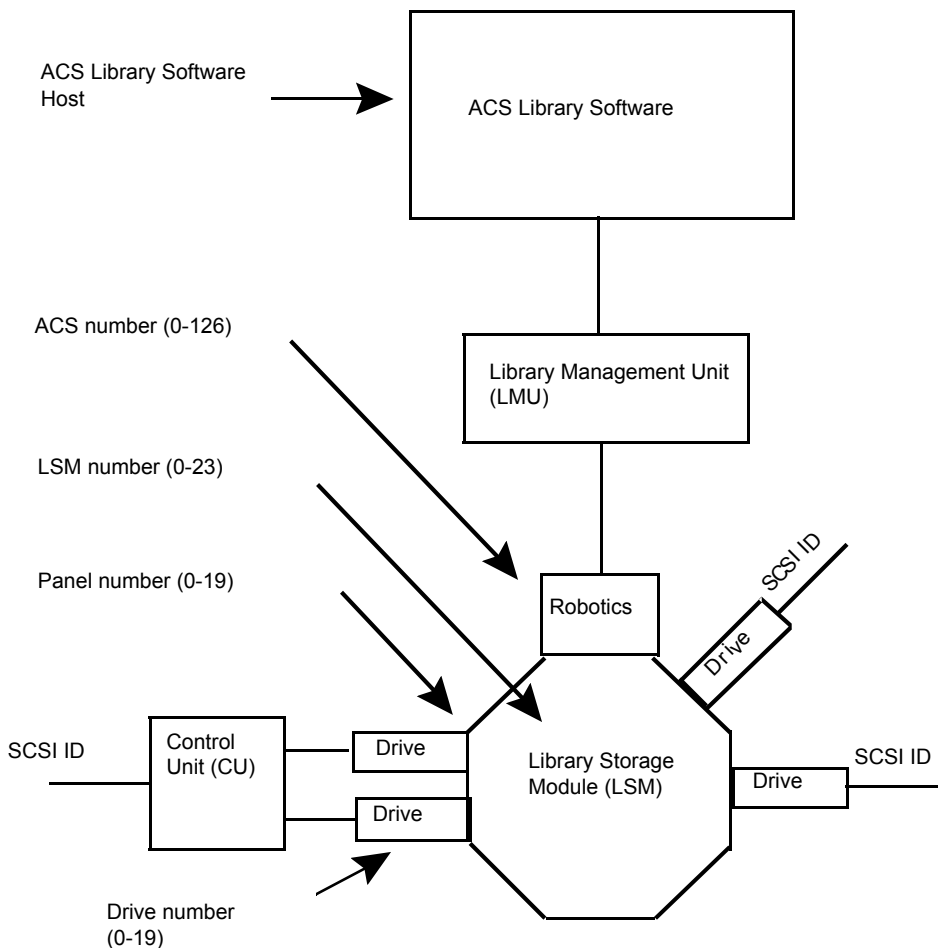 ACS Library Software
Host
ACS Library Software
ACS number (0-126)
Library Management Unit
(LMU)
LSM number (0-23)
Panel number (0-19)
Robotics
SCSI ID
Drive
SCSI ID
Control
Unit (CU)
Drive
Drive
Library Storage
Module (LSM)
Drive
SCSI ID
Drive number
(0-19)